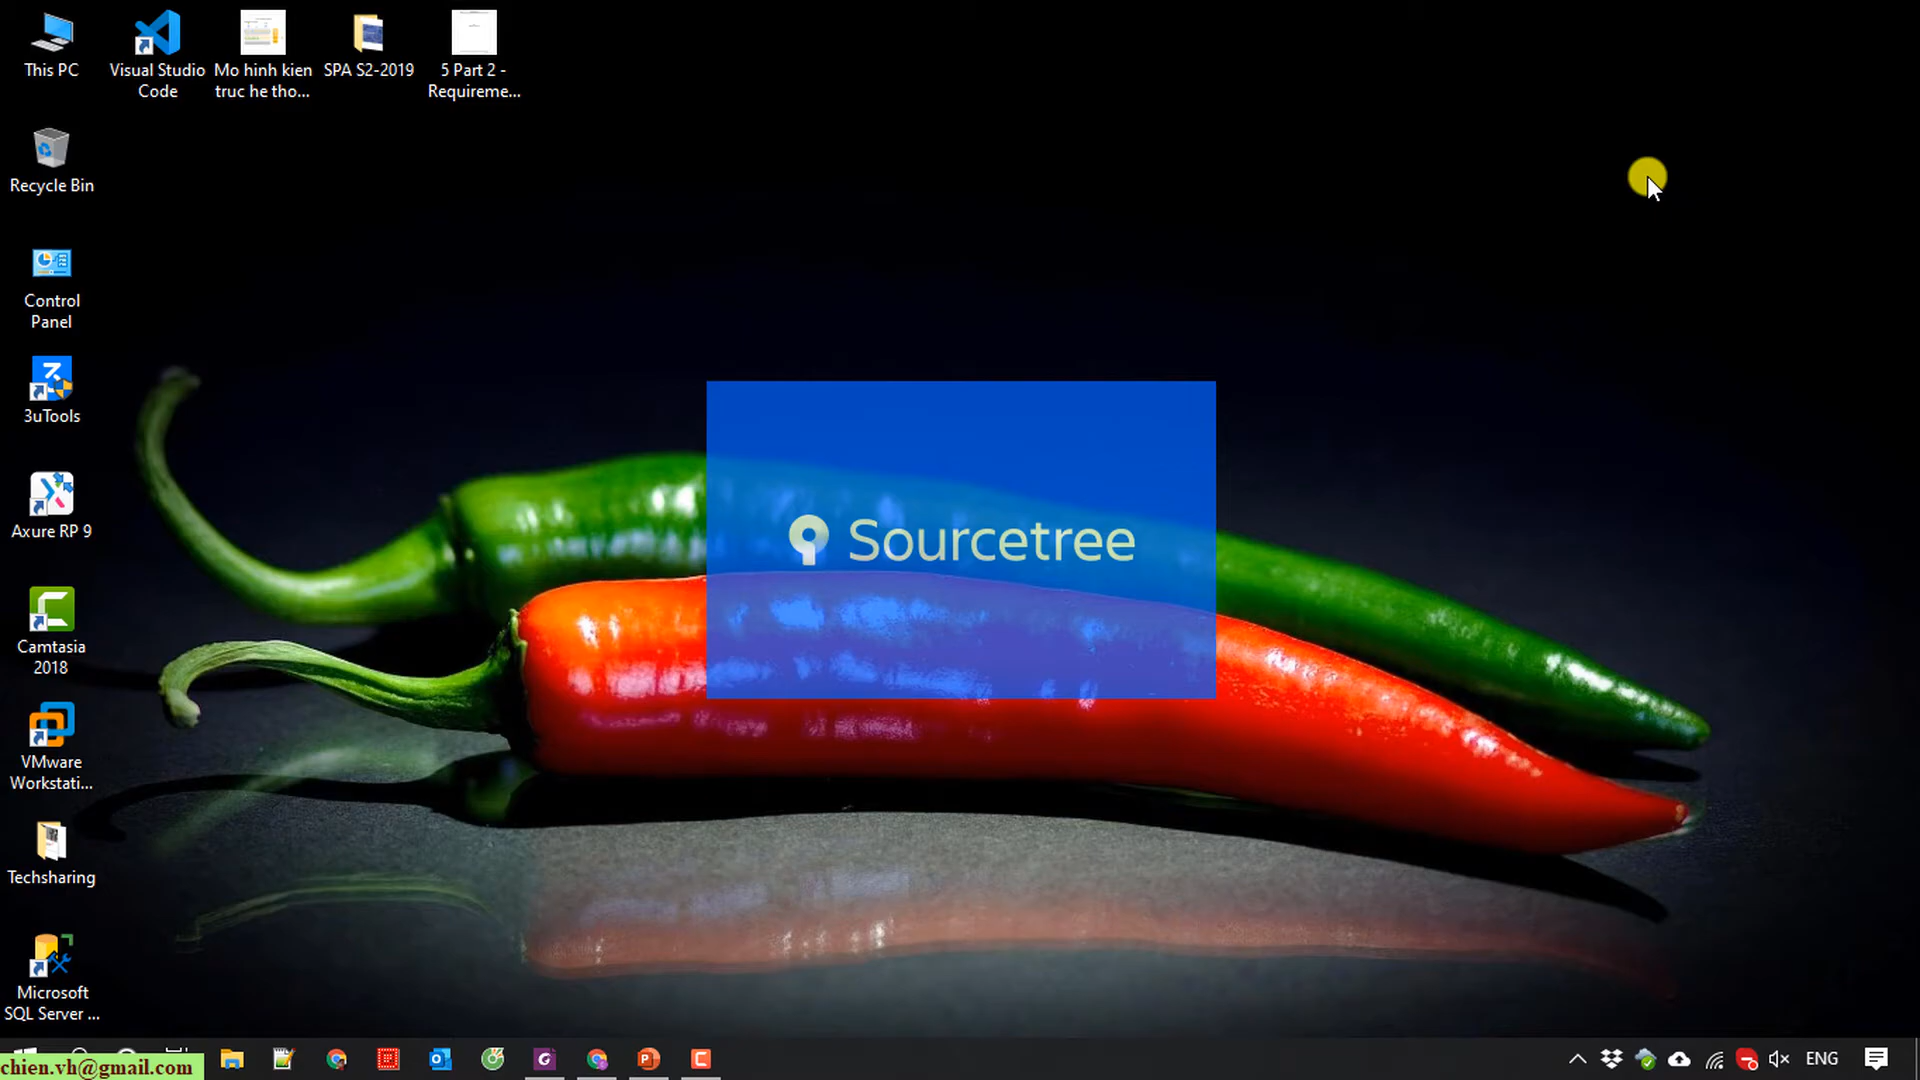 This PC
Visual Studio
Code
Mo hinh kien
truc he tho...
SPA S2-2019
5 Part 2 -
Requireme...
Recycle Bin
Control
Panel
3uTools
Axure RP 9
Camtasia
2018
VMware
Workstati...
Techsharing
Microsoft
SQL Server ...
Sourcetree
chien.vh@gmail.com
ENG